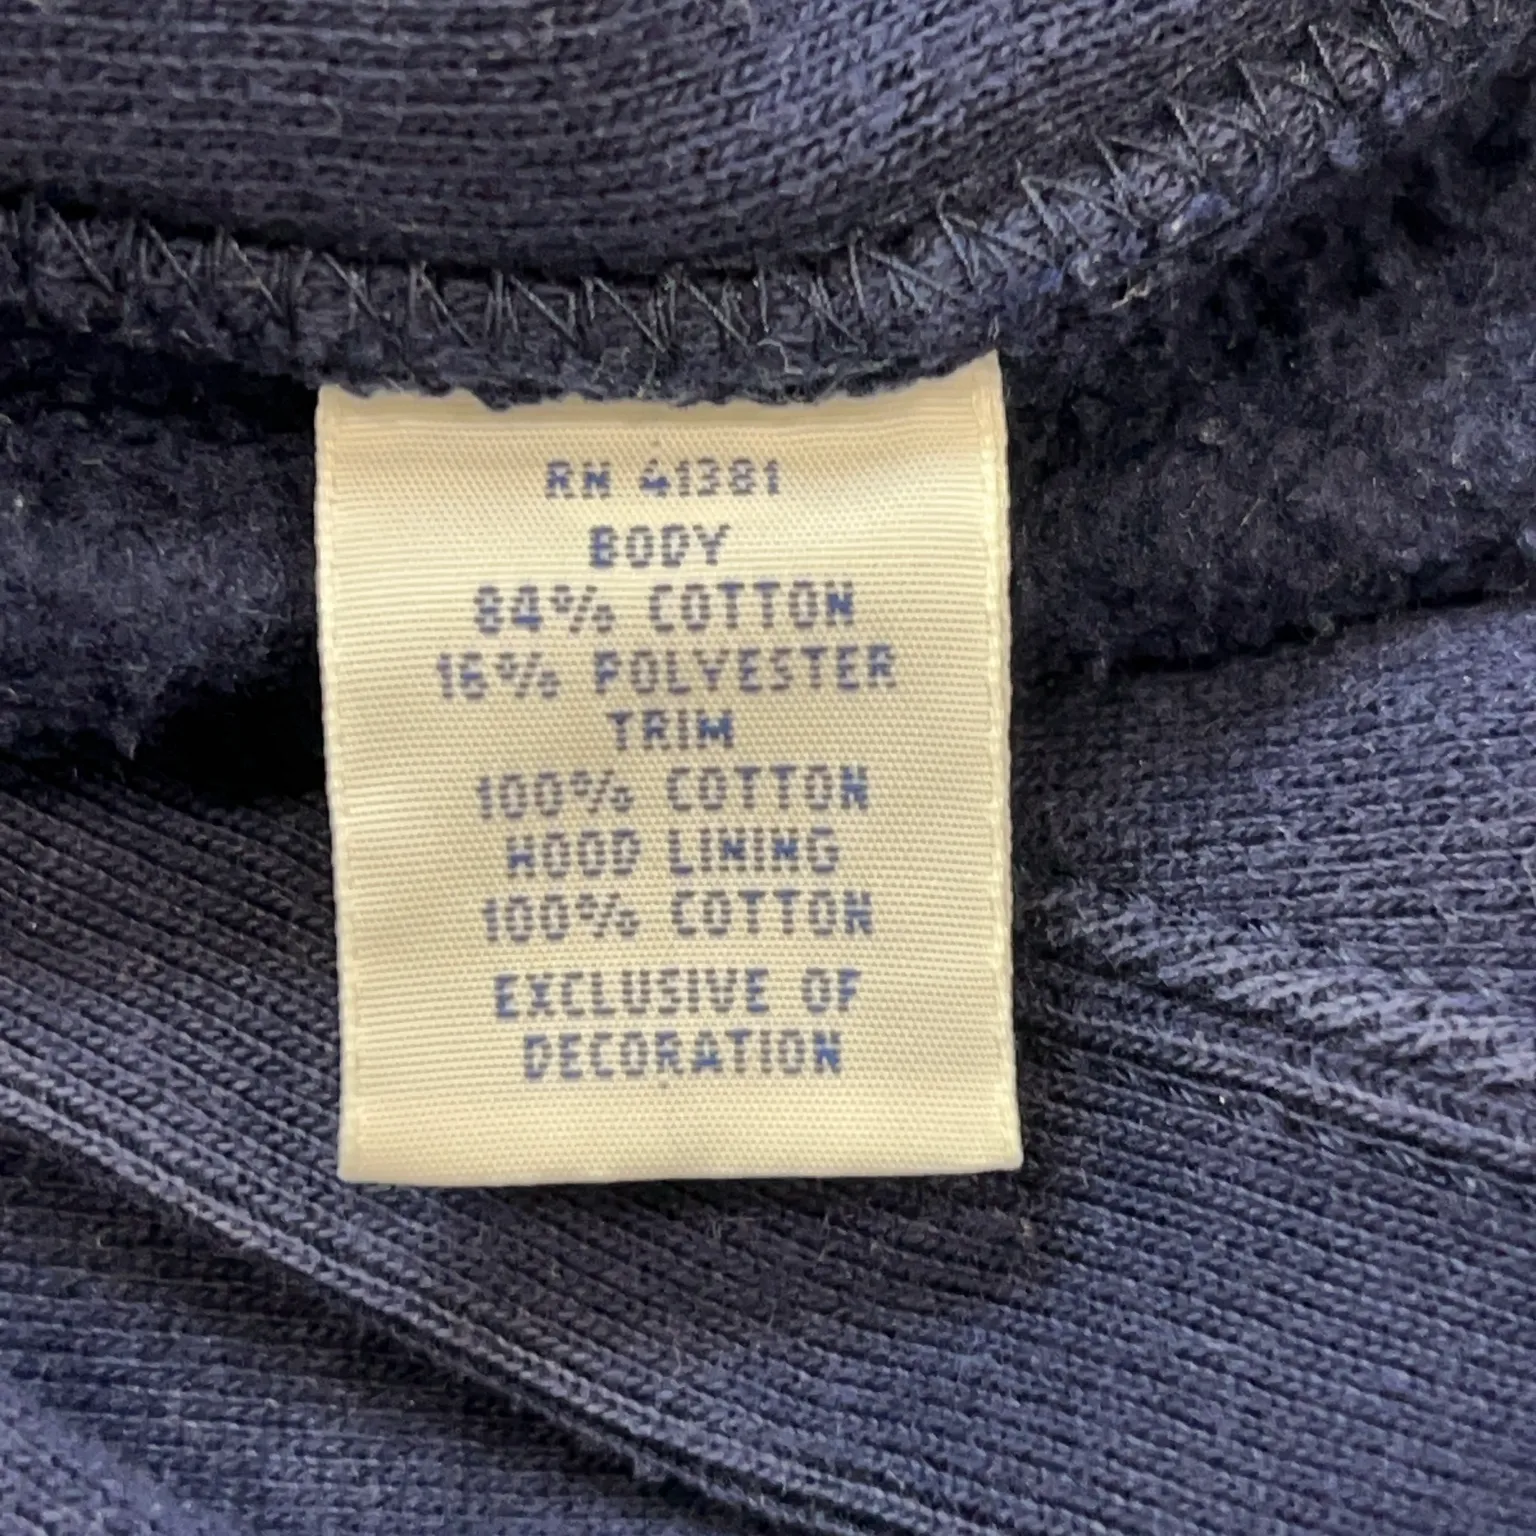 RN 41381
BODY
84% COTTON
16% POLYESTER
TRIM
100% COTTON
HOOD LINING
100% COTTON
EXCLUSIVE OF
DECORATION